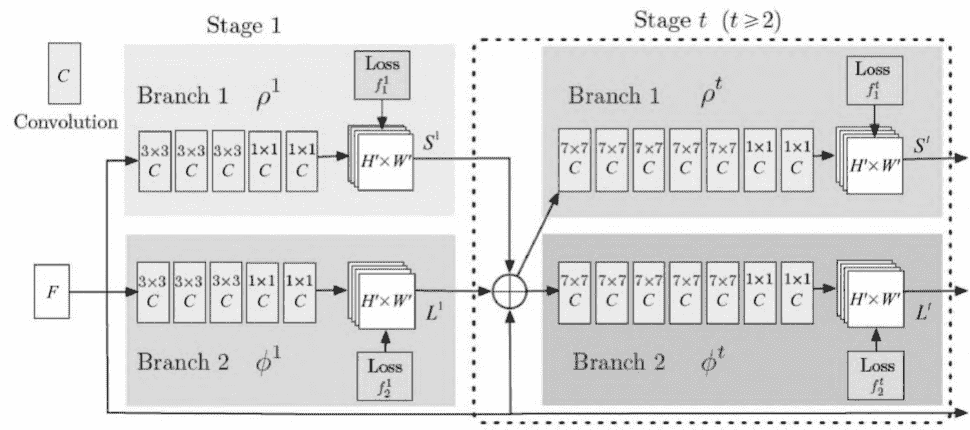 Stage 1
Stage t (t⩾2)
C
Convolution
Branch 1 ρ¹
Loss
f₁¹
3×3 3×3 3×3 1×1 1×1
C C C C C
H'×W'
S¹
Branch 1 ρᵗ
Loss
f₁ᵗ
7×7 7×7 7×7 7×7 7×7 1×1 1×1
C C C C C C C
H'×W'
Sᵗ
F
3×3 3×3 3×3 1×1 1×1
C C C C C
H'×W'
L¹
Branch 2 ϕ¹
Loss
f₂¹
7×7 7×7 7×7 7×7 7×7 1×1 1×1
C C C C C C C
H'×W'
Lᵗ
Branch 2 ϕᵗ
Loss
f₂ᵗ